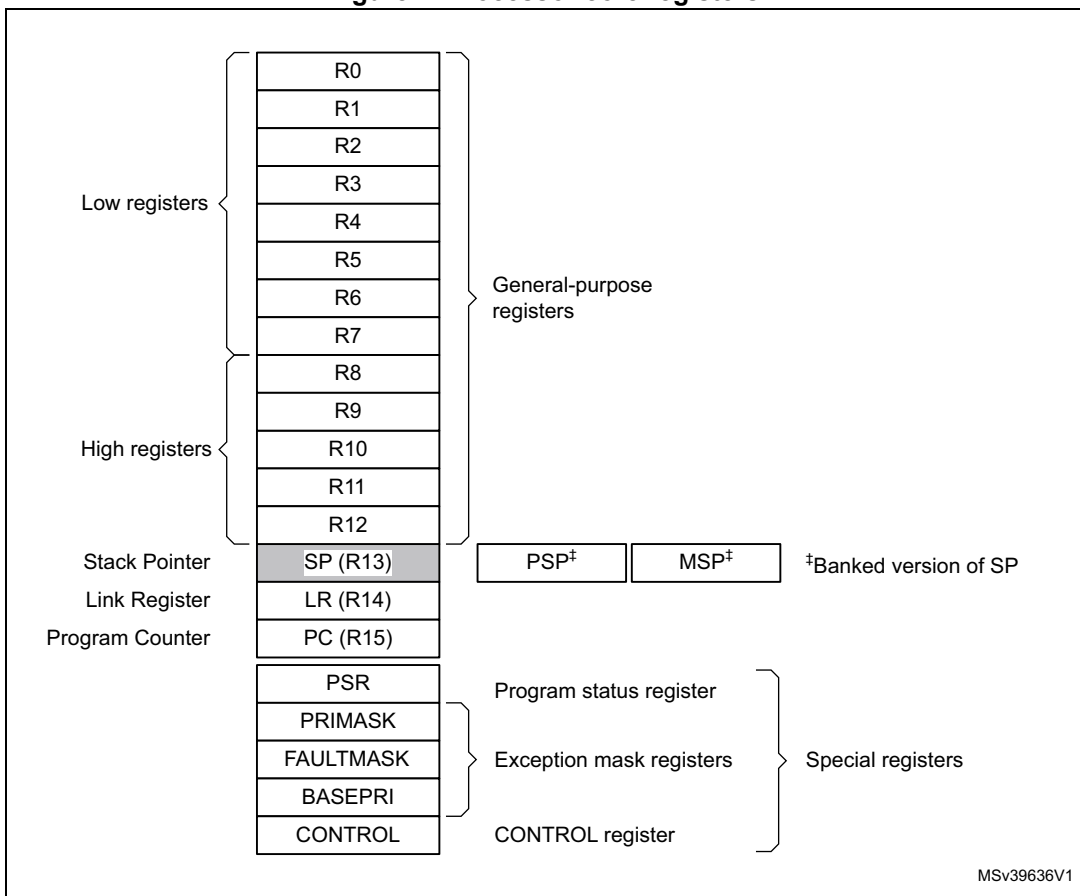 R0
R1
R2
R3
Low registers
R4
R5
General-purpose
registers
R6
R7
R8
R9
High registers
R10
R11
R12
Stack Pointer SP (R13) PSP‡ MSP‡ ‡Banked version of SP
Link Register LR (R14)
Program Counter PC (R15)
PSR Program status register
PRIMASK
FAULTMASK Exception mask registers Special registers
BASEPRI
CONTROL CONTROL register
MSv39636V1